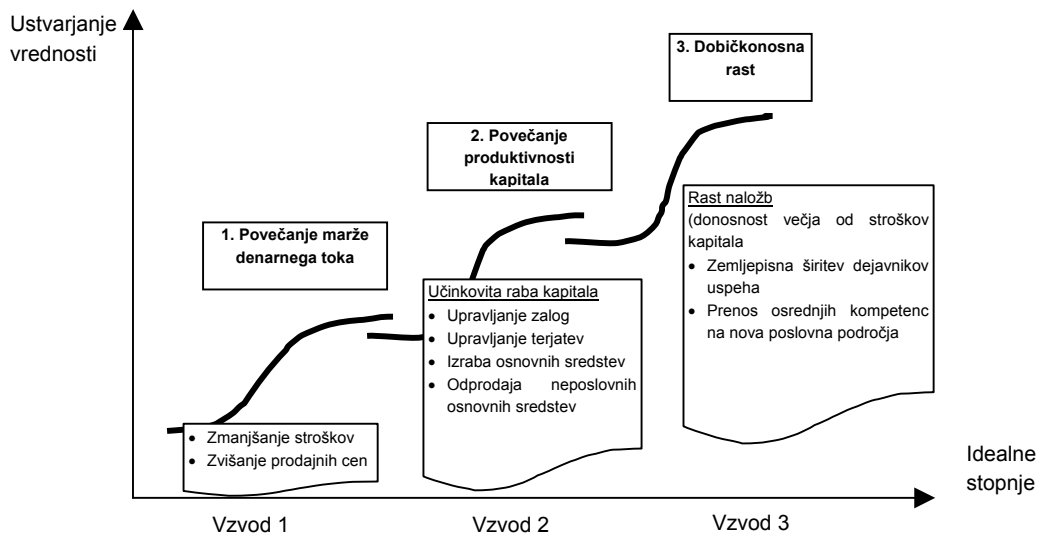 Ustvarjanje
vrednosti
3. Dobičkonosna
rast
2. Povečanje
produktivnosti
kapitala
1. Povečanje marže
denarnega toka
Rast naložb
(donosnost večja od stroškov
kapitala
• Zemljepisna širitev dejavnikov
uspeha
• Prenos osrednjih kompetenc
na nova poslovna področja
Učinkovita raba kapitala
• Upravljanje zalog
• Upravljanje terjatev
• Izraba osnovnih sredstev
• Odprodaja neposlovnih
osnovnih sredstev
• Zmanjšanje stroškov
• Zvišanje prodajnih cen
Idealne
stopnje
Vzvod 1
Vzvod 2
Vzvod 3